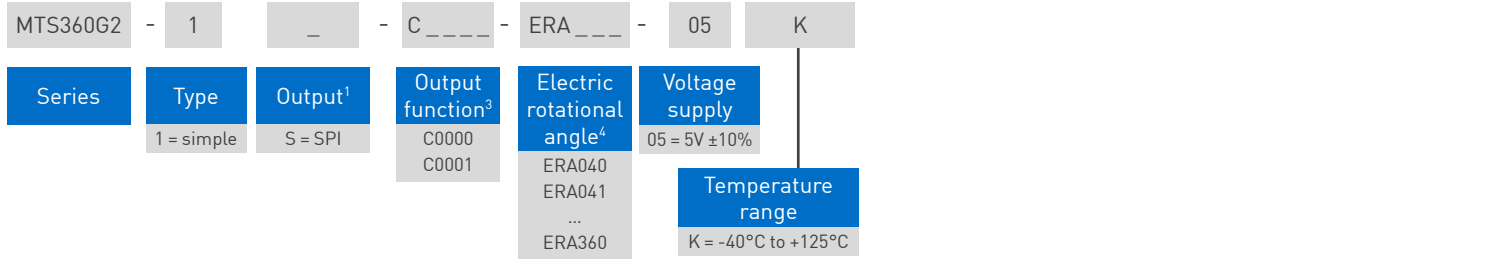 MTS360G2 - 1 _ - C _ _ _ _ - ERA _ _ _ - 05 K
Series
Type
1 = simple
Output¹
S = SPI
Output
function³
C0000
C0001
Electric
rotational
angle⁴
ERA040
ERA041
...
ERA360
Voltage
supply
05 = 5V ±10%
Temperature
range
K = -40°C to +125°C